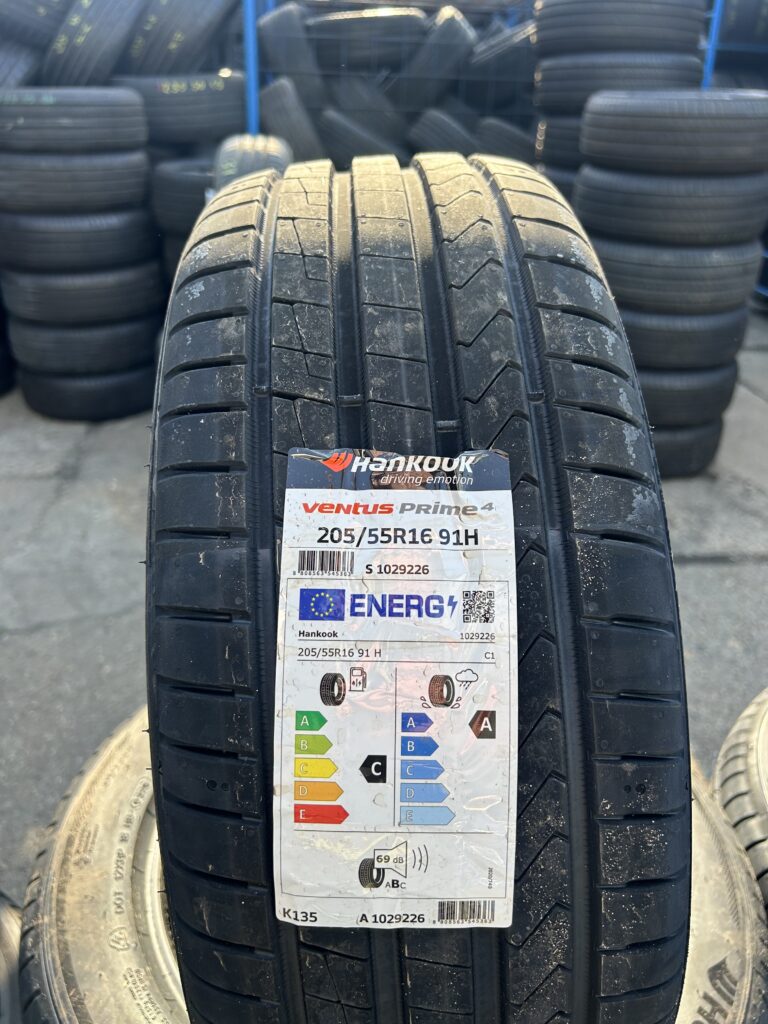 Hankook
driving emotion
ventus Prime4
205/55R16 91H
S 1029226
ENERG
Hankook
1029226
205/55R16 91 H
C1
A
B
C
D
E
C
A
B
C
D
E
A
69 dB
ABC
K135
A 1029226
DOT